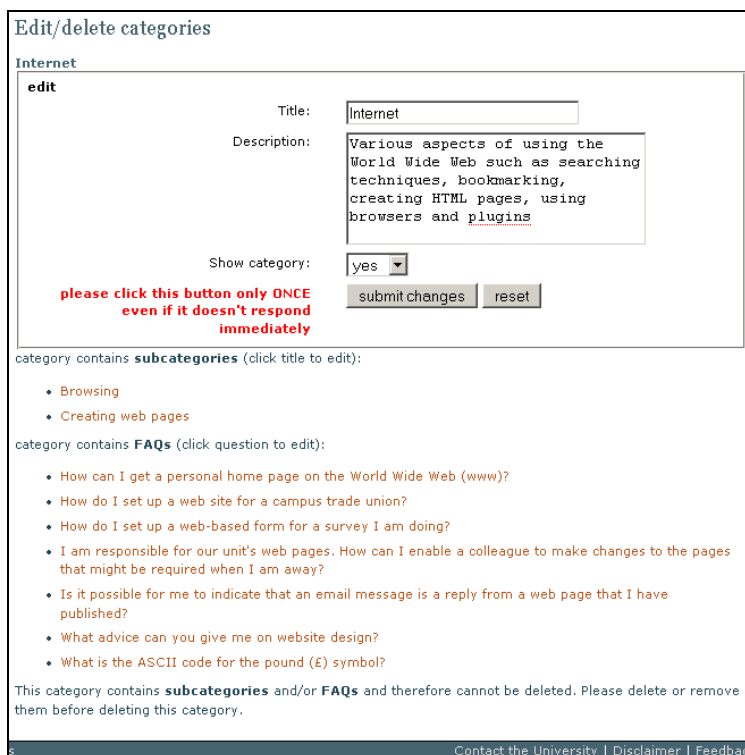 Edit/delete categories
Internet
edit
Title:
Internet
Description:
Various aspects of using the
World Wide Web such as searching
techniques, bookmarking,
creating HTML pages, using
browsers and plugins
Show category:
yes
please click this button only ONCE
even if it doesn't respond
immediately
submit changes
reset
category contains subcategories (click title to edit):
• Browsing
• Creating web pages
category contains FAQs (click question to edit):
• How can I get a personal home page on the World Wide Web (www)?
• How do I set up a web site for a campus trade union?
• How do I set up a web-based form for a survey I am doing?
• I am responsible for our unit's web pages. How can I enable a colleague to make changes to the pages
that might be required when I am away?
• Is it possible for me to indicate that an email message is a reply from a web page that I have
published?
• What advice can you give me on website design?
• What is the ASCII code for the pound (£) symbol?
This category contains subcategories and/or FAQs and therefore cannot be deleted. Please delete or remove
them before deleting this category.
s
Contact the University | Disclaimer | Feedba